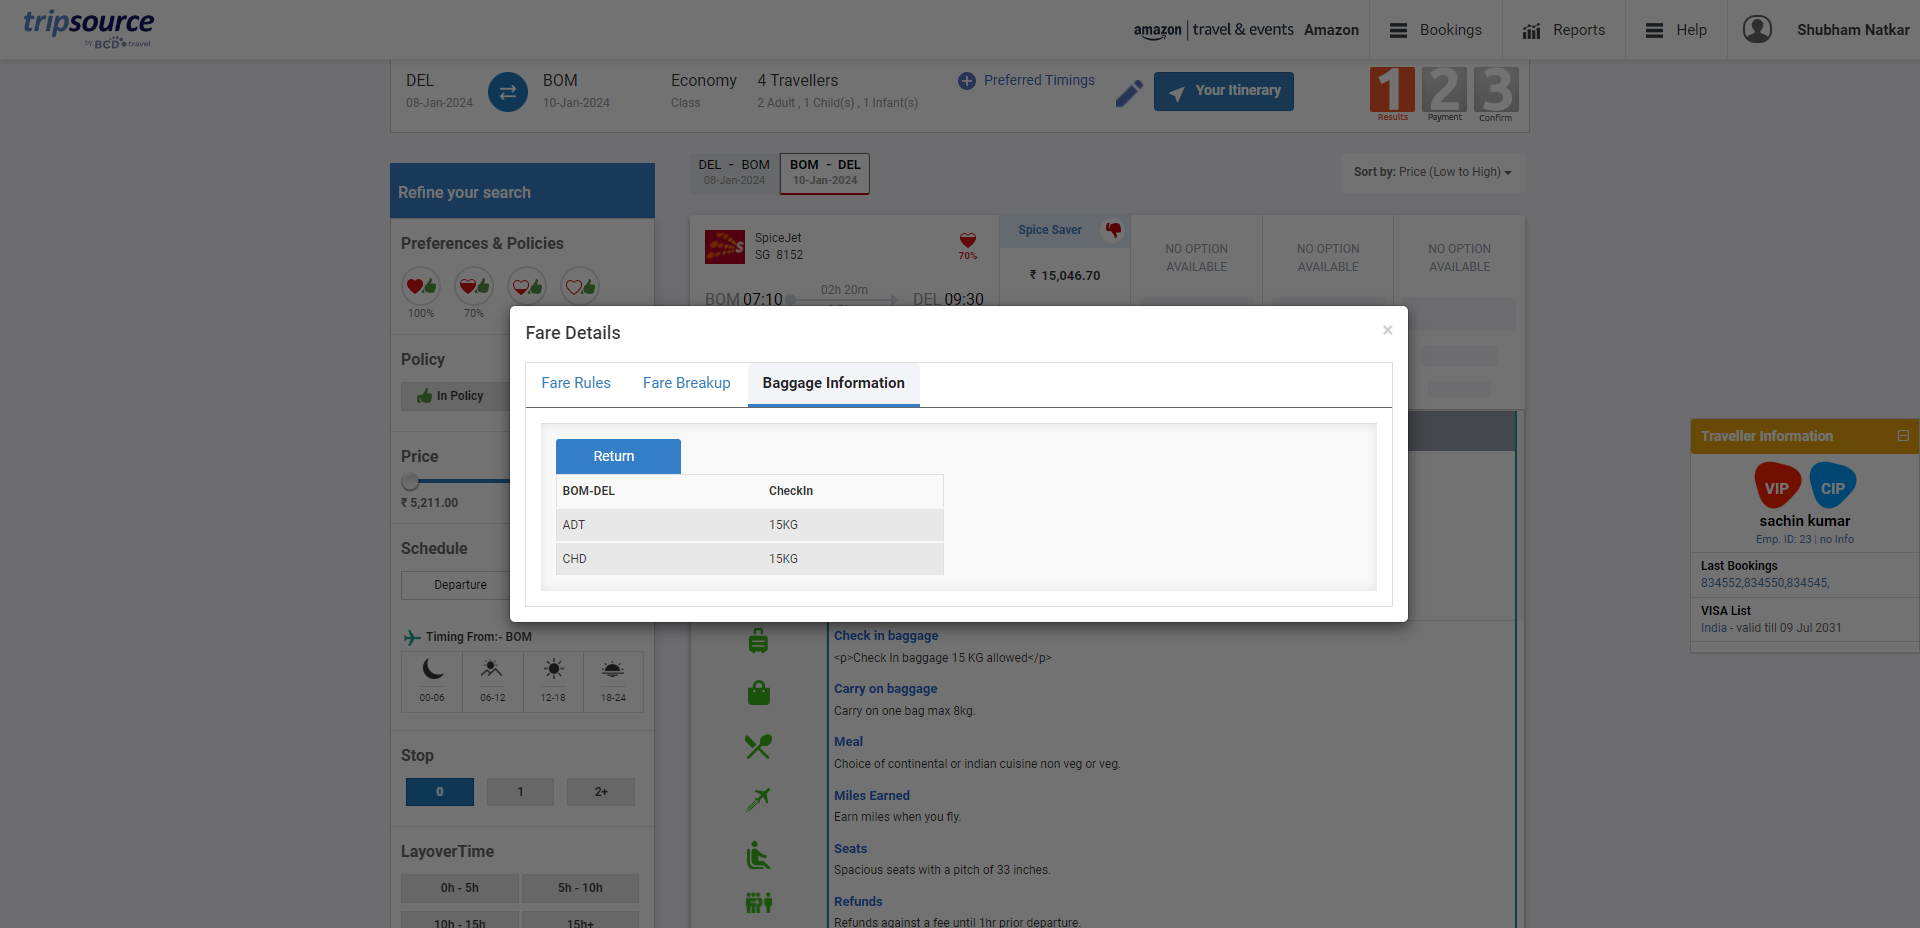 tripsource
by BCD travel
amazon | travel & events Amazon
Bookings
Reports
Help
Shubham Natkar
DEL
08-Jan-2024
BOM
10-Jan-2024
Economy
Class
4 Travellers
2 Adult , 1 Child(s) , 1 Infant(s)
Preferred Timings
Your Itinerary
1
Results
2
Payment
3
Confirm
Refine your search
Preferences & Policies
100%
70%
Policy
In Policy
Price
₹ 5,211.00
Schedule
Departure
Timing From:- BOM
00-06
06-12
12-18
18-24
Stop
0
1
2+
LayoverTime
0h - 5h
5h - 10h
10h - 15h
15h+
DEL - BOM
08-Jan-2024
BOM - DEL
10-Jan-2024
Sort by: Price (Low to High)
SpiceJet
SG 8152
70%
BOM 07:10
02h 20m
DEL 09:30
Spice Saver
₹ 15,046.70
NO OPTION
AVAILABLE
NO OPTION
AVAILABLE
NO OPTION
AVAILABLE
Fare Details
×
Fare Rules
Fare Breakup
Baggage Information
Return
BOM-DEL CheckIn
ADT 15KG
CHD 15KG
Check in baggage
<p>Check In baggage 15 KG allowed</p>
Carry on baggage
Carry on one bag max 8kg.
Meal
Choice of continental or indian cuisine non veg or veg.
Miles Earned
Earn miles when you fly.
Seats
Spacious seats with a pitch of 33 inches.
Refunds
Refunds against a fee until 1hr prior departure.
Traveller Information
VIP
CIP
sachin kumar
Emp. ID: 23 | no Info
Last Bookings
834552,834550,834545,
VISA List
India - valid till 09 Jul 2031